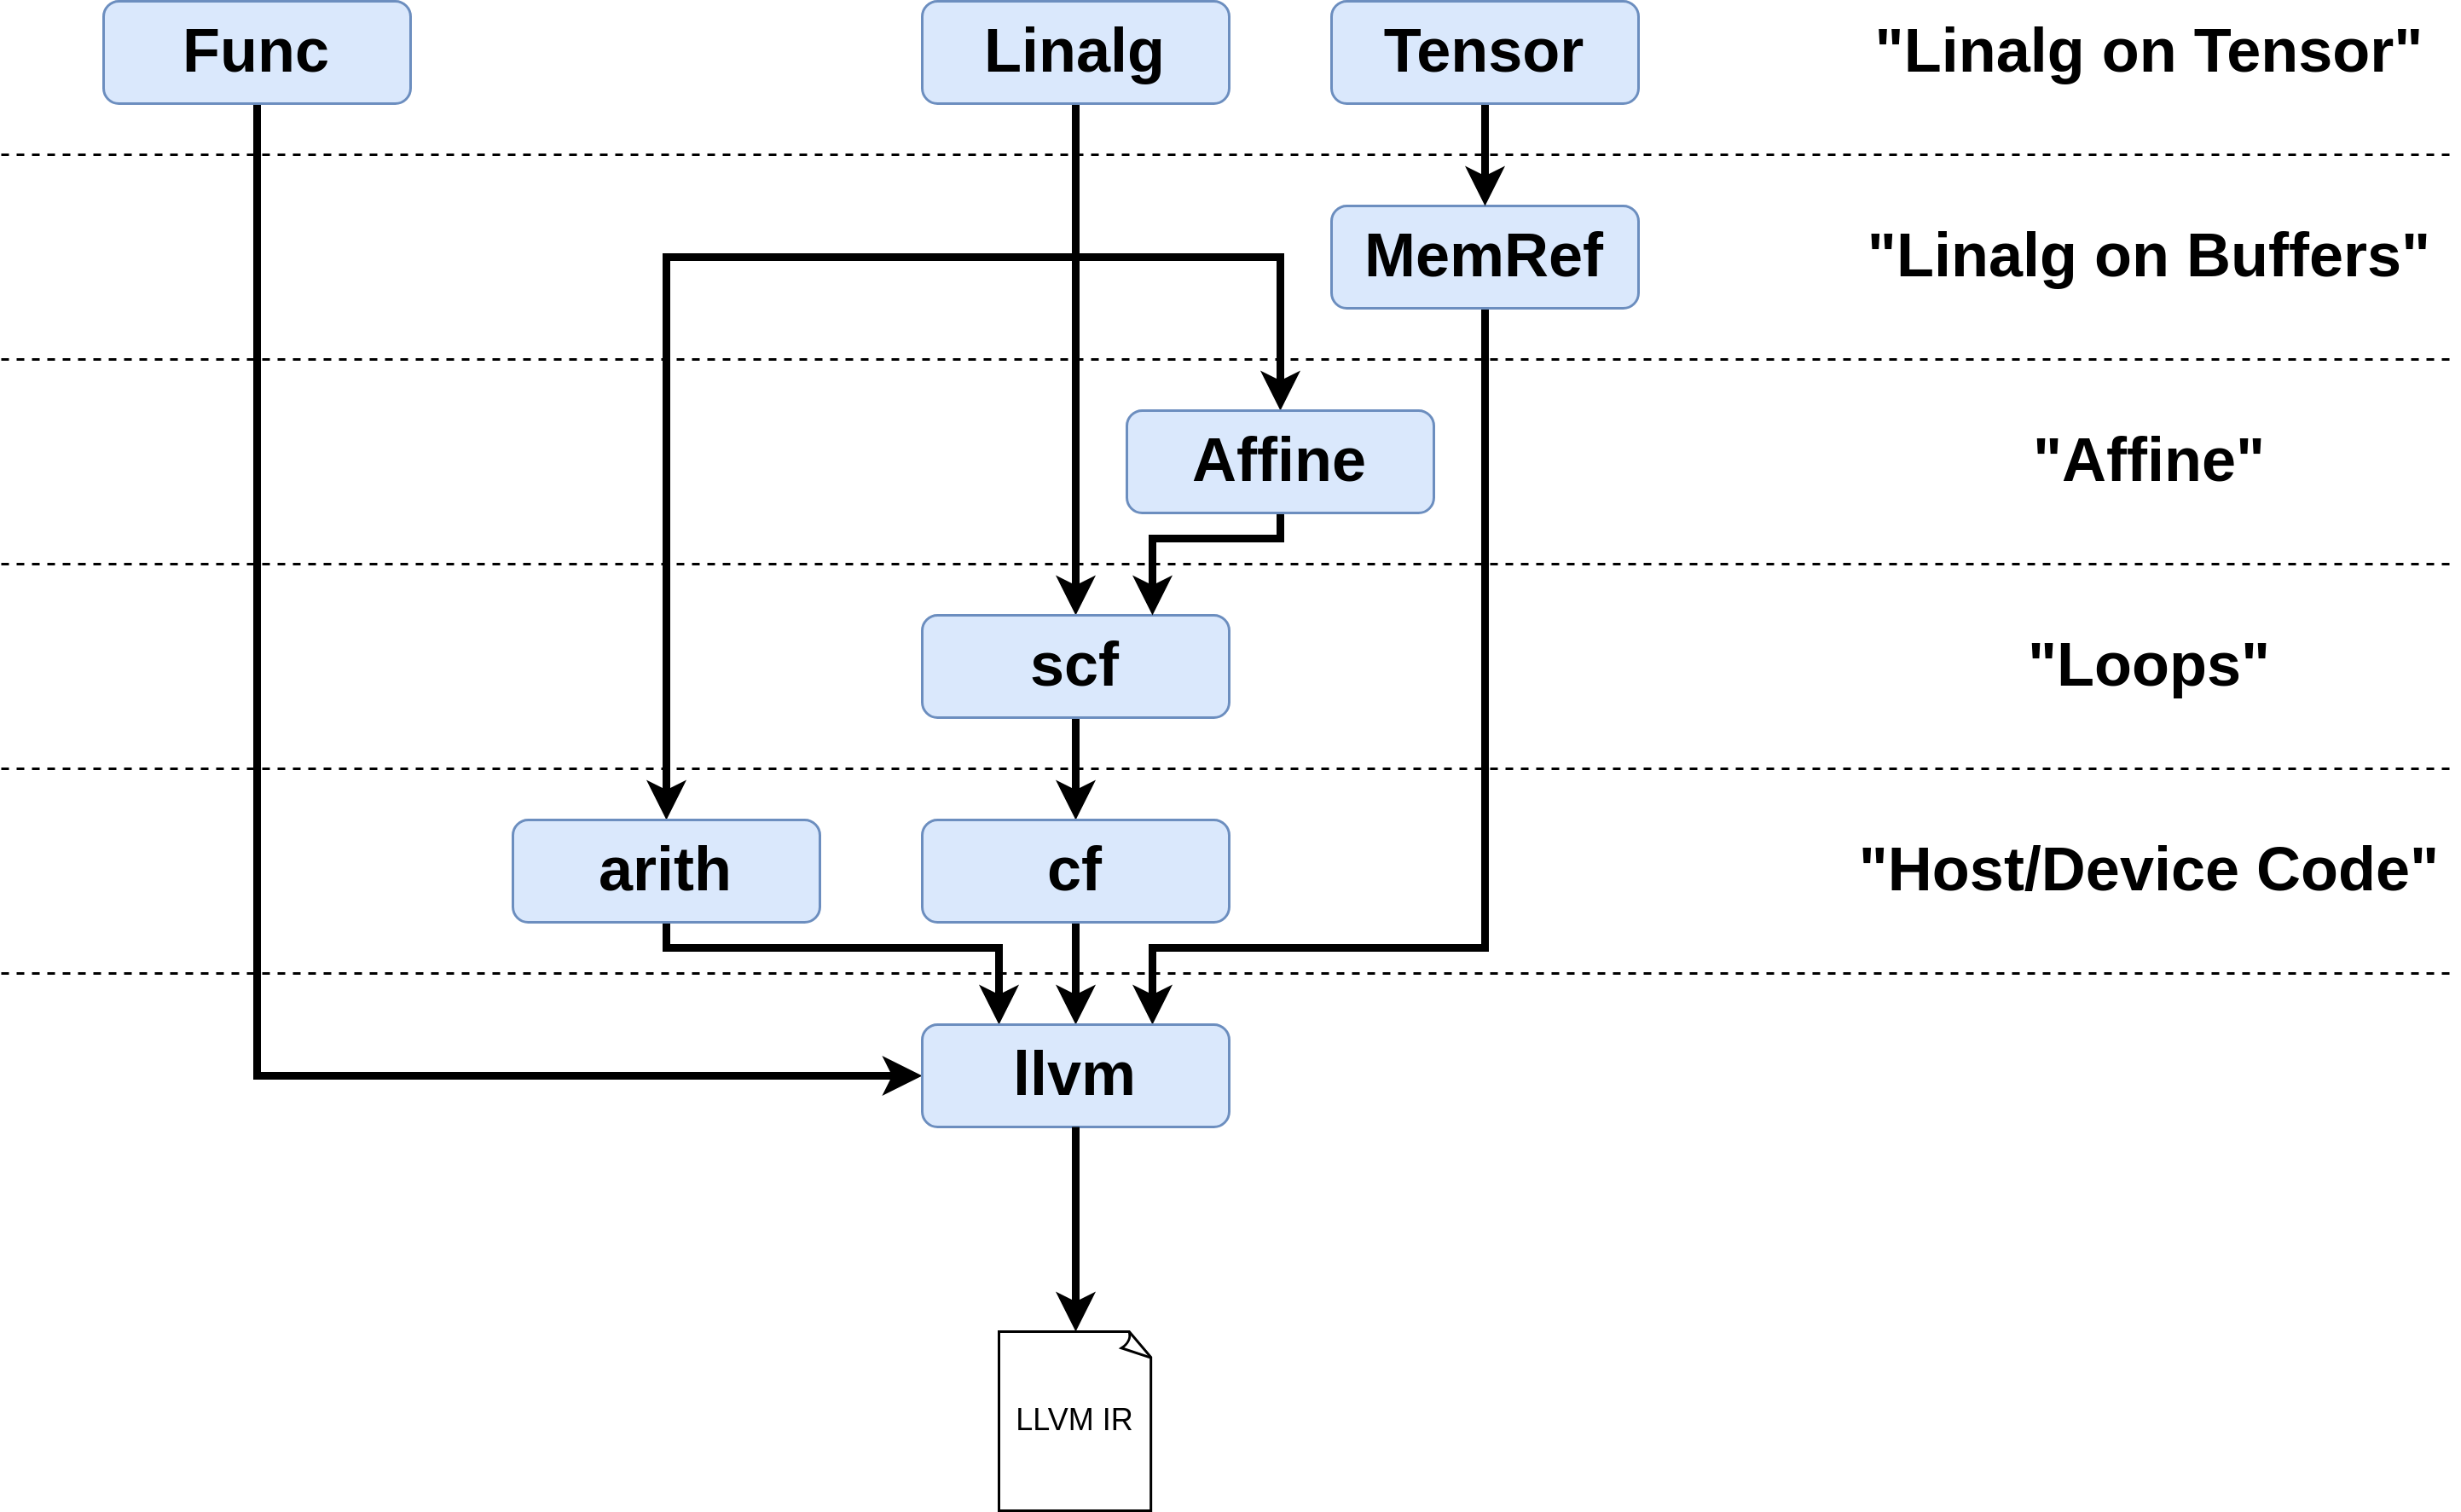 Func
Linalg
Tensor
"Linalg on Tensor"
MemRef
"Linalg on Buffers"
Affine
"Affine"
scf
"Loops"
arith
cf
"Host/Device Code"
llvm
LLVM IR